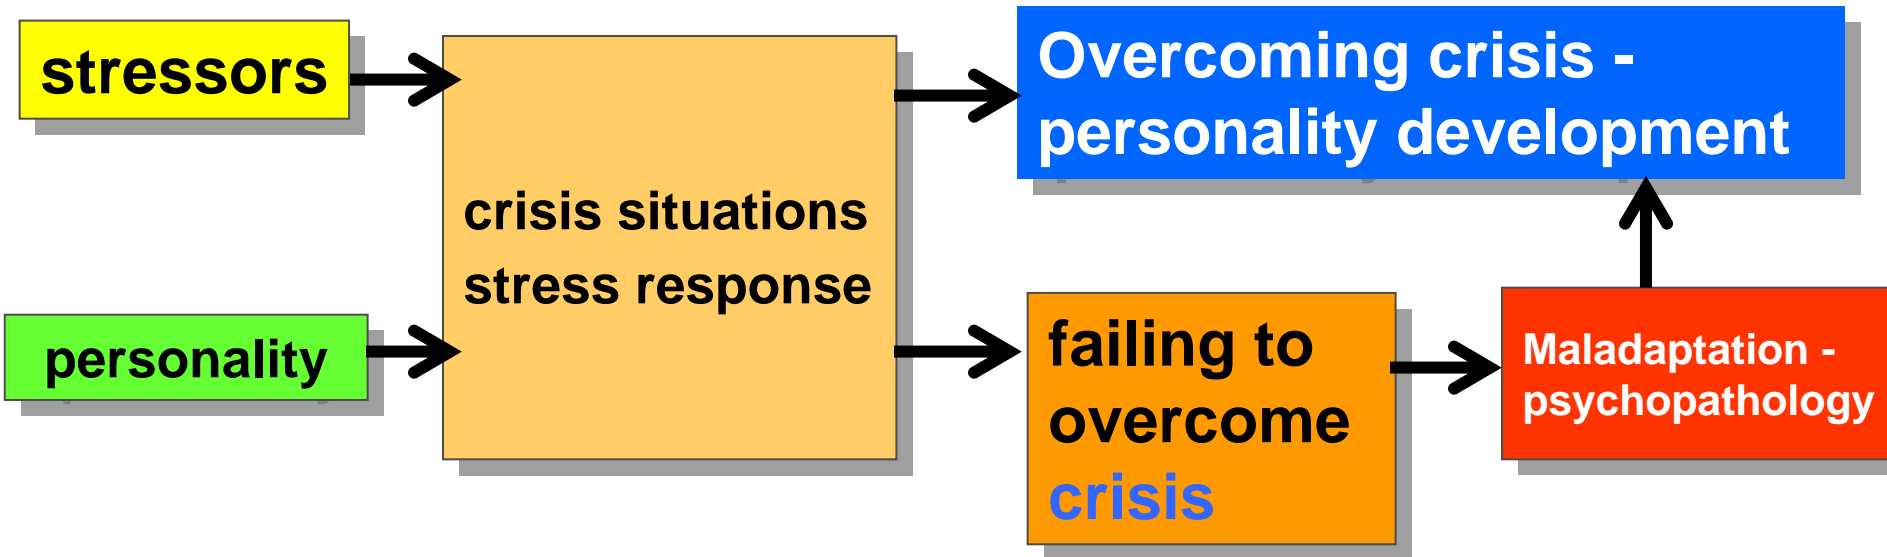 stressors
personality
crisis situations
stress response
Overcoming crisis -
personality development
failing to
overcome
crisis
Maladaptation -
psychopathology